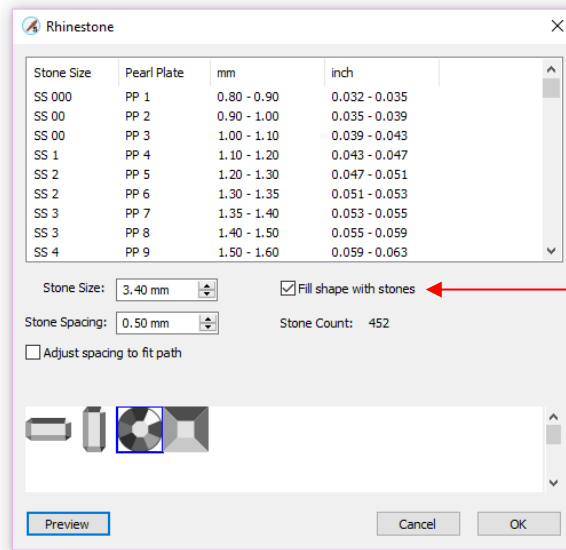 Rhinestone
Stone Size Pearl Plate mm inch
SS 000 PP 1 0.80 - 0.90 0.032 - 0.035
SS 00 PP 2 0.90 - 1.00 0.035 - 0.039
SS 00 PP 3 1.00 - 1.10 0.039 - 0.043
SS 1 PP 4 1.10 - 1.20 0.043 - 0.047
SS 2 PP 5 1.20 - 1.30 0.047 - 0.051
SS 2 PP 6 1.30 - 1.35 0.051 - 0.053
SS 3 PP 7 1.35 - 1.40 0.053 - 0.055
SS 3 PP 8 1.40 - 1.50 0.055 - 0.059
SS 4 PP 9 1.50 - 1.60 0.059 - 0.063
Stone Size: 3.40 mm Fill shape with stones
Stone Spacing: 0.50 mm Stone Count: 452
Adjust spacing to fit path
Preview Cancel OK